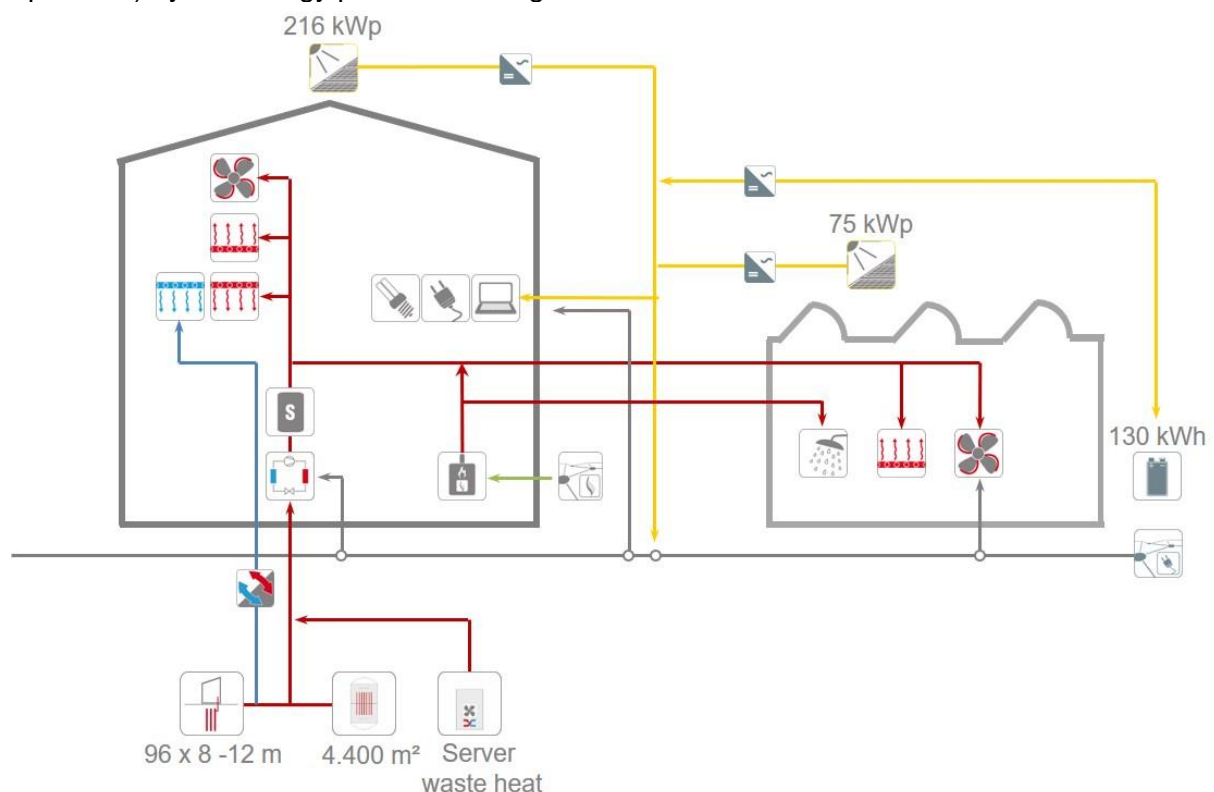 216 kWp
75 kWp
S
130 kWh
96 x 8 -12 m
4.400 m²
Server
waste heat